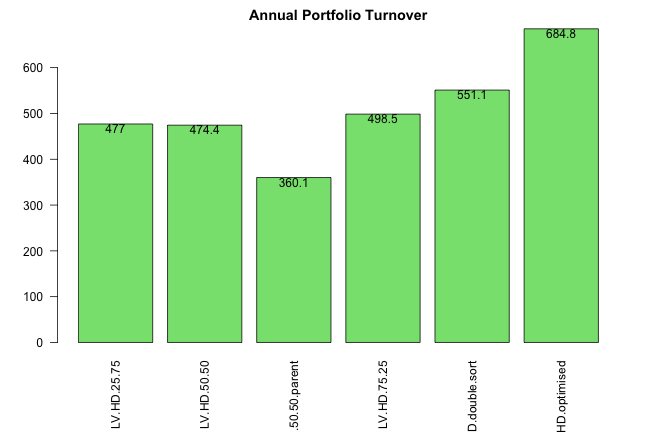 Annual Portfolio Turnover
684.8
600
551.1
500
498.5
477
474.4
400
360.1
300
200
100
0
LV.HD.25.75
LV.HD.50.50
.50.50.parent
LV.HD.75.25
D.double.sort
HD.optimised